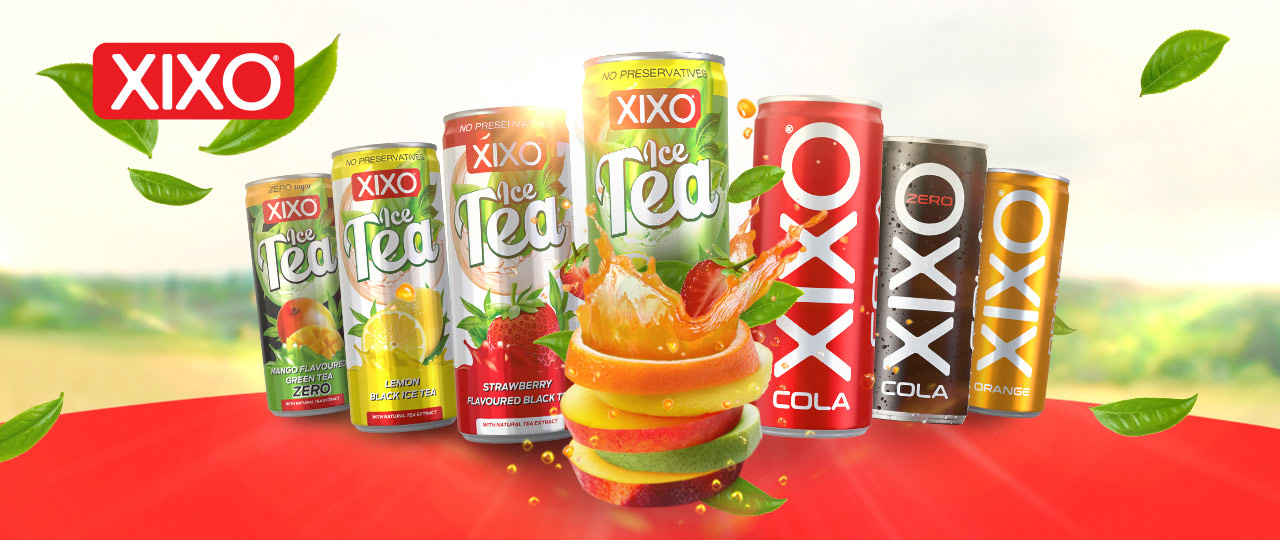 XIXO®
ZERO sugar
XIXO
Ice
Tea
MANGO FLAVOURED
GREEN TEA
ZERO
WITH NATURAL TEA EXTRACT
NO PRESERVATIVES
XIXO
Ice
Tea
LEMON
BLACK ICE TEA
WITH NATURAL TEA EXTRACT
NO PRESERVATIVES
XIXO
Ice
Tea
STRAWBERRY
FLAVOURED BLACK T
WITH NATURAL TEA EXTRACT
NO PRESERVATIVES
XIXO
Ice
Tea
XIXO®
COLA
XIXO
ZERO
COLA
XIXO
ORANGE